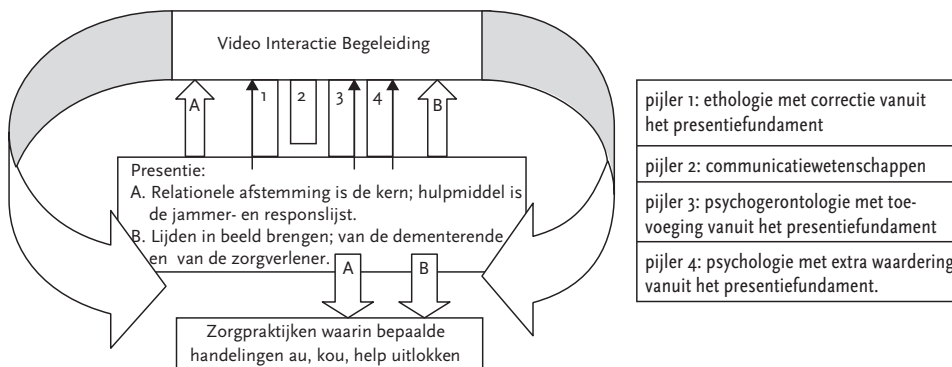 Video Interactie Begeleiding
A
1
2
3
4
B
Presentie:
A. Relationele afstemming is de kern; hulpmiddel is
de jammer- en responslijst.
B. Lijden in beeld brengen; van de dementerende
en van de zorgverlener.
A
B
Zorgpraktijken waarin bepaalde
handelingen au, kou, help uitlokken
pijler 1: ethologie met correctie vanuit
het presentiefundament
pijler 2: communicatiewetenschappen
pijler 3: psychogerontologie met toe-
voeging vanuit het presentiefundament
pijler 4: psychologie met extra waardering
vanuit het presentiefundament.